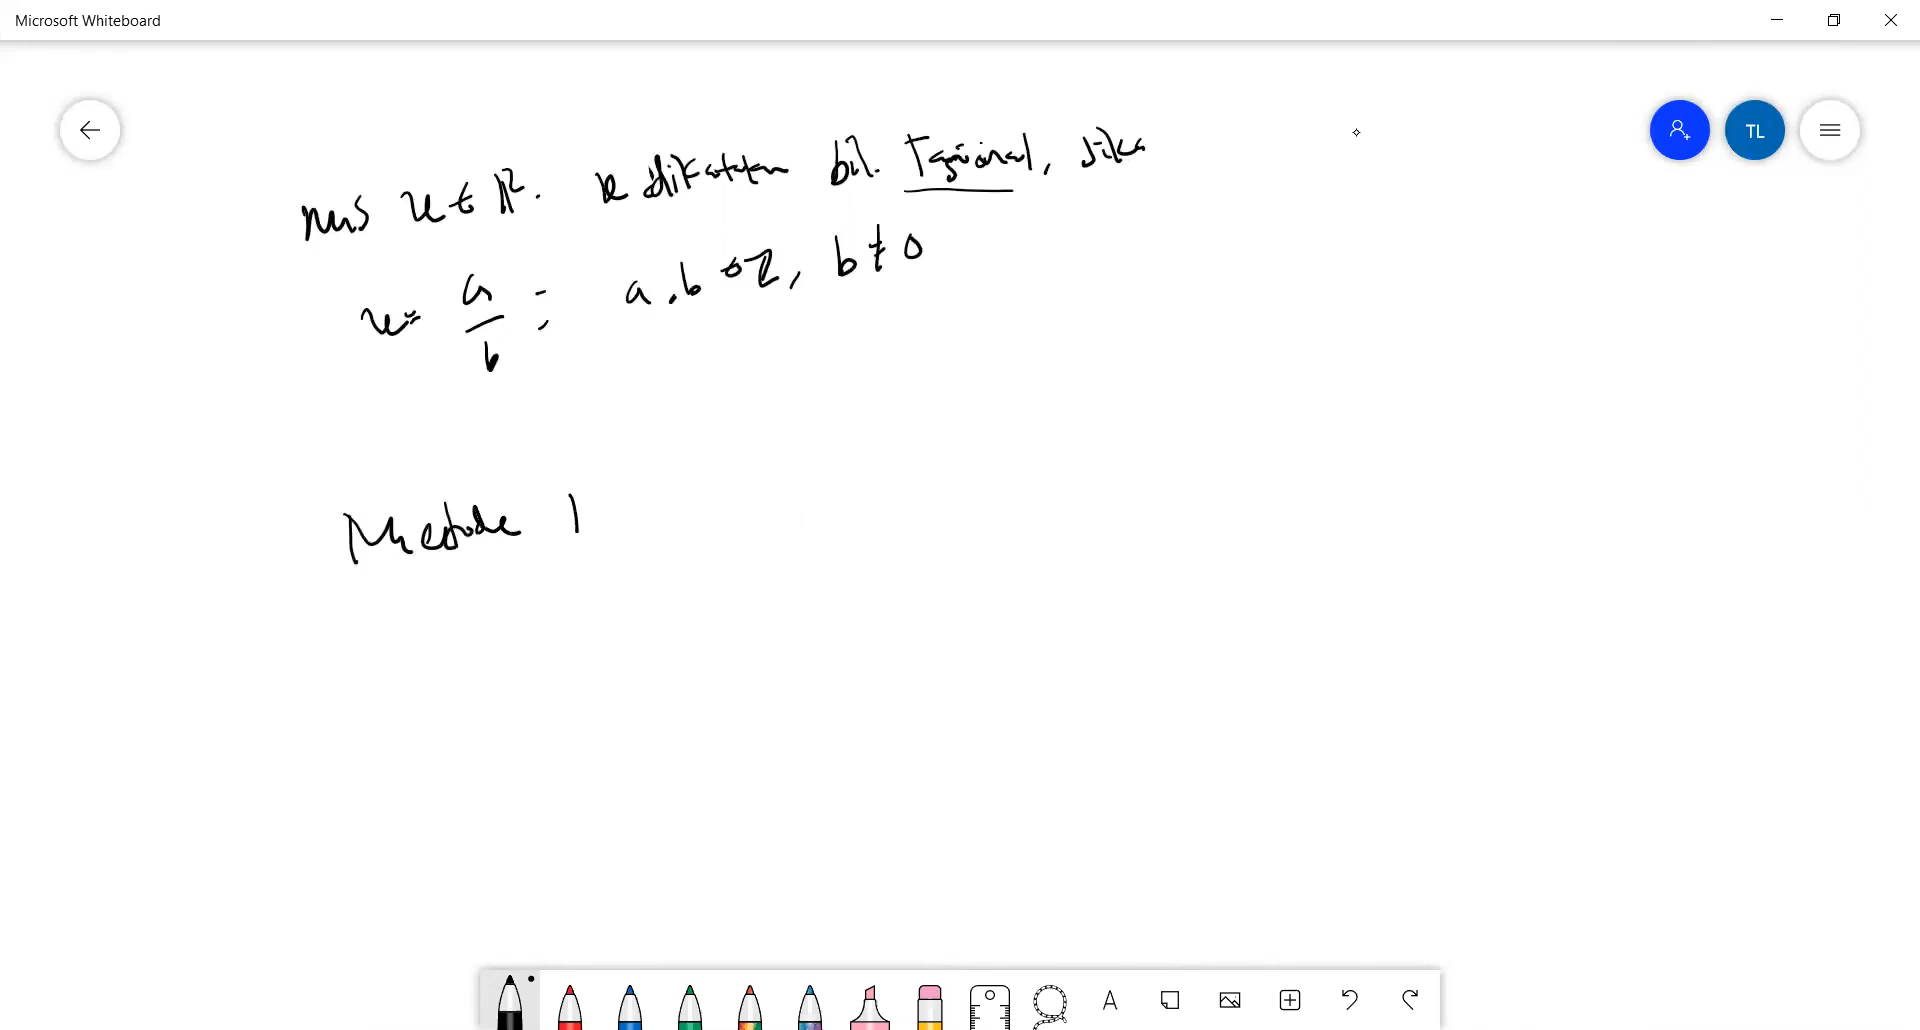 Microsoft Whiteboard
TL
mis x ∈ ℝ. x dikatakan bil. rasional, jika
x = a/b ; a, b ∈ ℤ, b ≠ 0
Metode 1
A